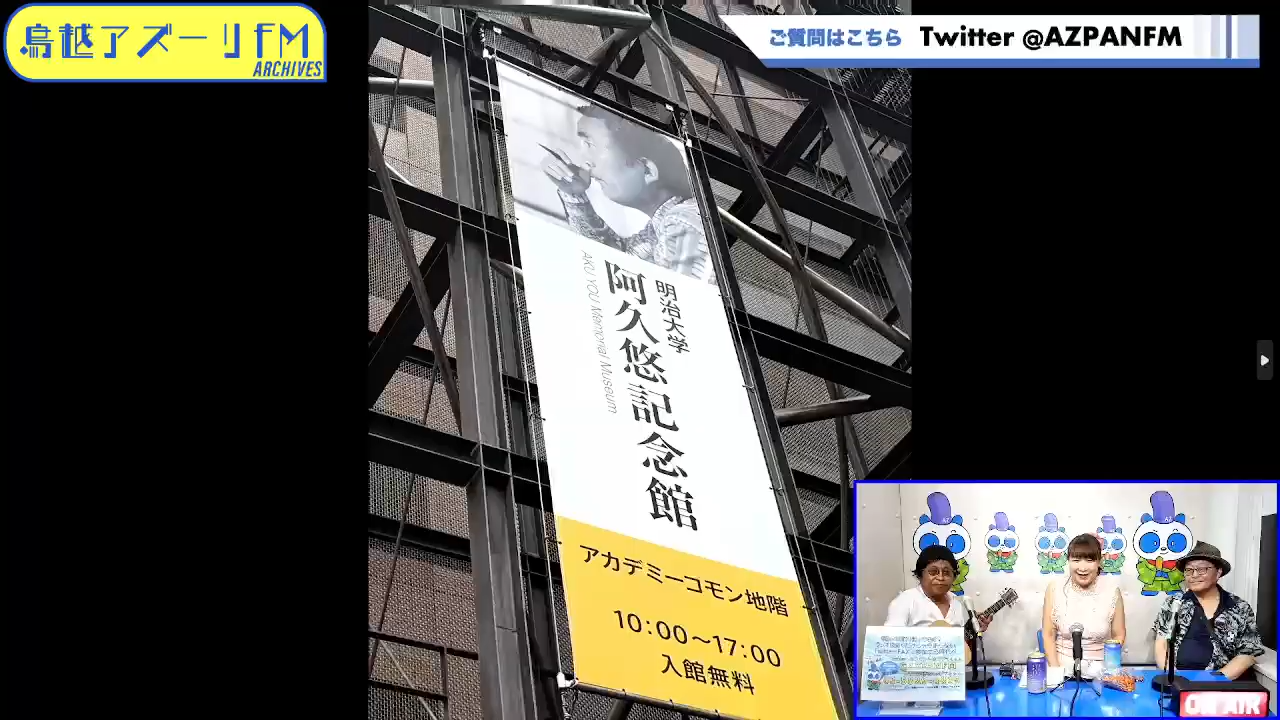 鳥越アズーリFM
ARCHIVES
ご質問はこちら Twitter @AZPANFM
明治大学
阿久悠記念館
AKU YOU Memorial Museum
アカデミーコモン地階
10:00～17:00
入館無料
ON AIR